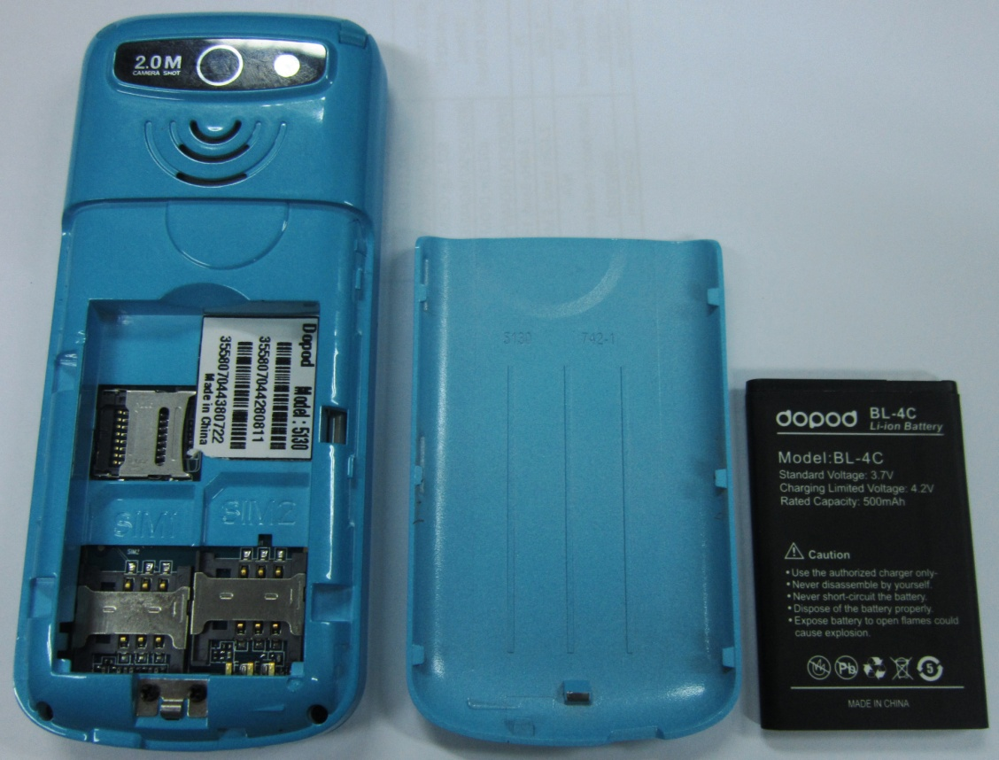 2.0M
CAMERA SHOT
Dopod Model : 5130
355807044280811
355807044380722
Made in China
SIM1
SIM2
SIM2
5130 742-1
dopod BL-4C
Li-ion Battery
Model:BL-4C
Standard Voltage: 3.7V
Charging Limited Voltage: 4.2V
Rated Capacity: 500mAh
Caution
• Use the authorized charger only-
• Never disassemble by yourself.
• Never short-circuit the battery.
• Dispose of the battery properly.
• Expose battery to open flames could
cause explosion.
Pb
5
MADE IN CHINA